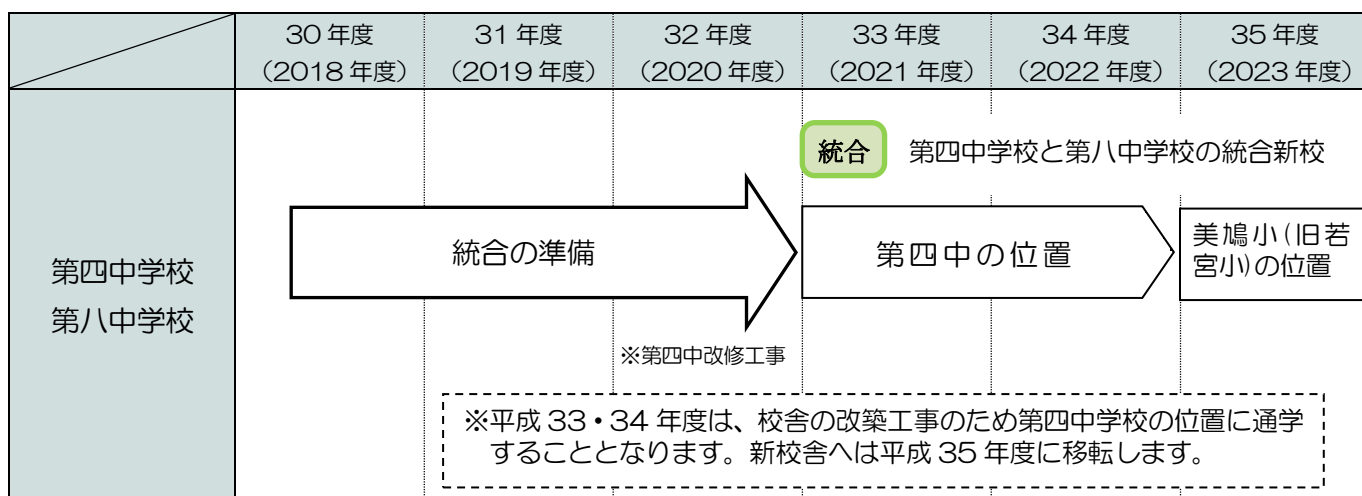 30 年度
(2018 年度)
31 年度
(2019 年度)
32 年度
(2020 年度)
33 年度
(2021 年度)
34 年度
(2022 年度)
35 年度
(2023 年度)
第四中学校
第八中学校
統合 第四中学校と第八中学校の統合新校
統合の準備
第四中の位置
美鳩小(旧若
宮小)の位置
※第四中改修工事
※平成 33・34 年度は、校舎の改築工事のため第四中学校の位置に通学
することとなります。新校舎へは平成 35 年度に移転します。